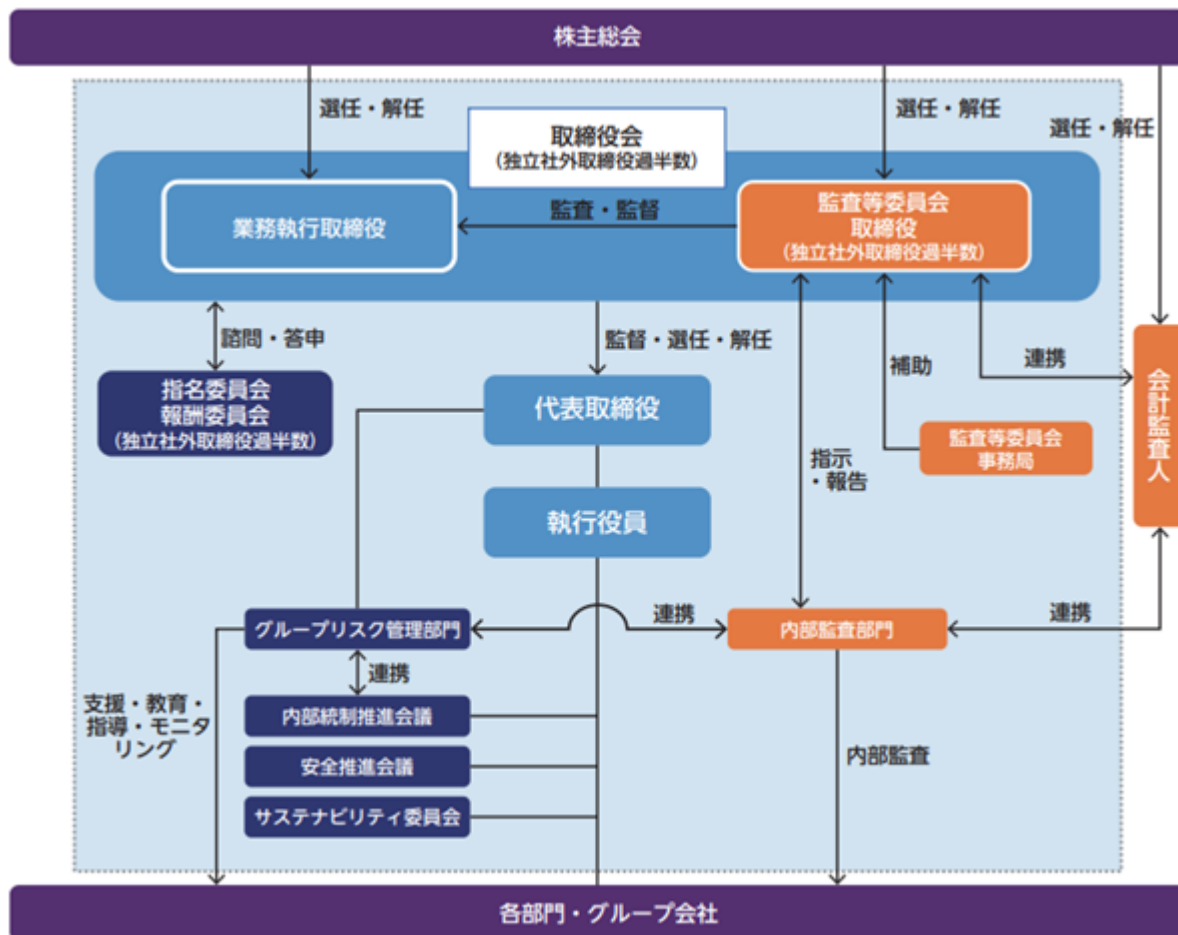 株主総会
選任・解任
選任・解任
選任・解任
取締役会
(独立社外取締役過半数)
業務執行取締役
監査・監督
監査等委員会
取締役
(独立社外取締役過半数)
諮問・答申
監督・選任・解任
補助
連携
指名委員会
報酬委員会
(独立社外取締役過半数)
代表取締役
会計監査人
監査等委員会
事務局
指示
・報告
執行役員
グループリスク管理部門
連携
内部監査部門
連携
連携
支援・教育・
指導・モニタ
リング
内部統制推進会議
安全推進会議
内部監査
サステナビリティ委員会
各部門・グループ会社